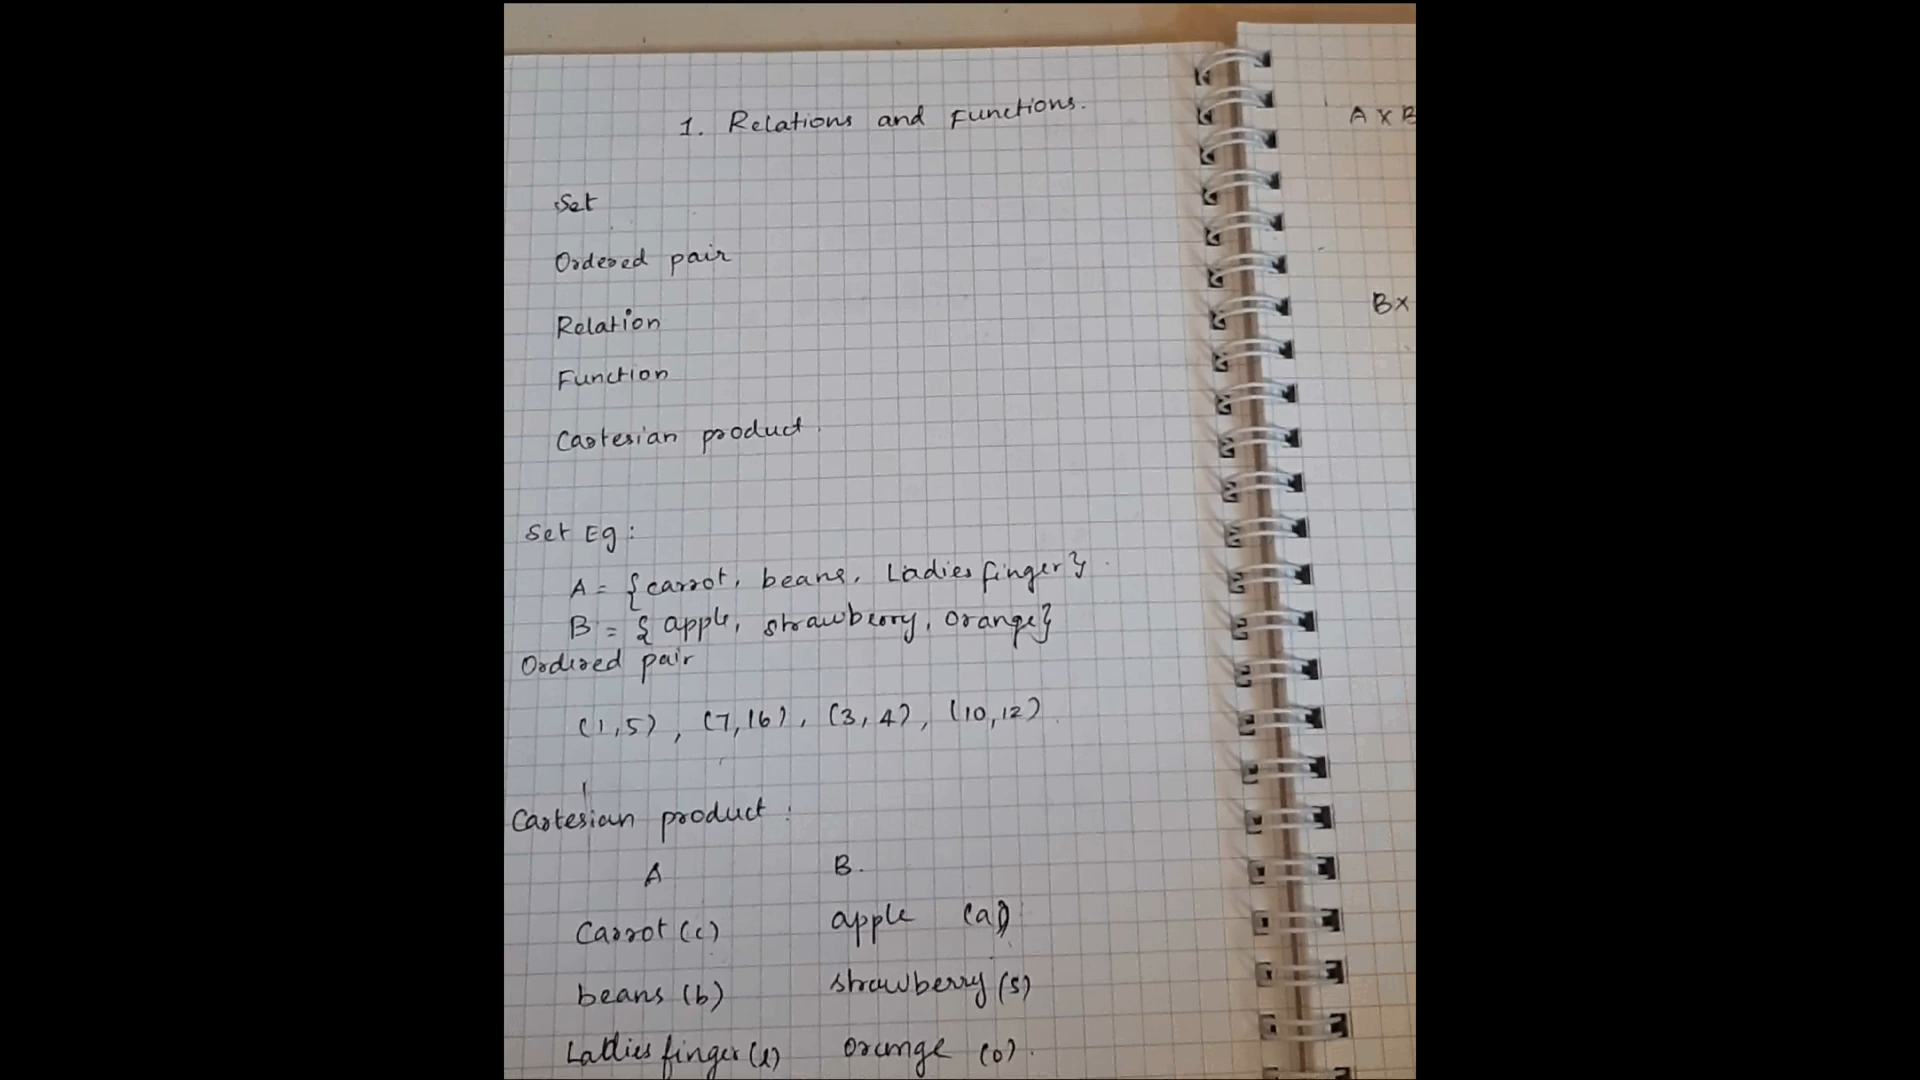 1. Relations and Functions.
Set
Ordered pair
Relation
Function
Cartesian product.
Set Eg:
A = {carrot, beans, Ladies finger}.
B = { apple, strawberry, orange}
Ordered pair
(1,5), (7,16), (3,4), (10,12).
Cartesian product:
A B.
Carrot (c) apple (a)
beans (b) strawberry (s)
Ladies finger (l) orange (o).
A X B
BX